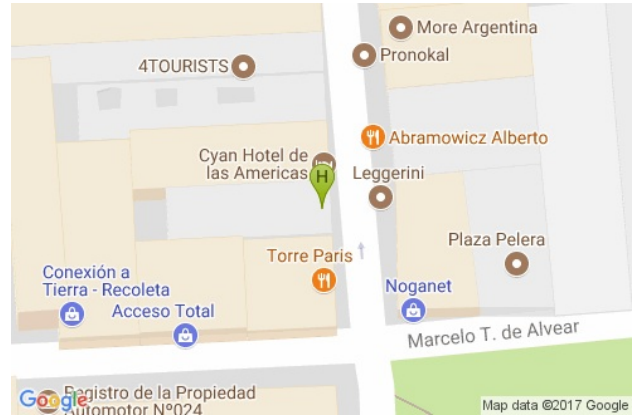 More Argentina
Pronokal
4TOURISTS
Abramowicz Alberto
Cyan Hotel de
las Americas
H
Leggerini
Plaza Pelera
Torre Paris
Conexión a
Tierra - Recoleta
Noganet
Acceso Total
Marcelo T. de Alvear
Registro de la Propiedad
Automotor Nº024
Google
Map data ©2017 Google